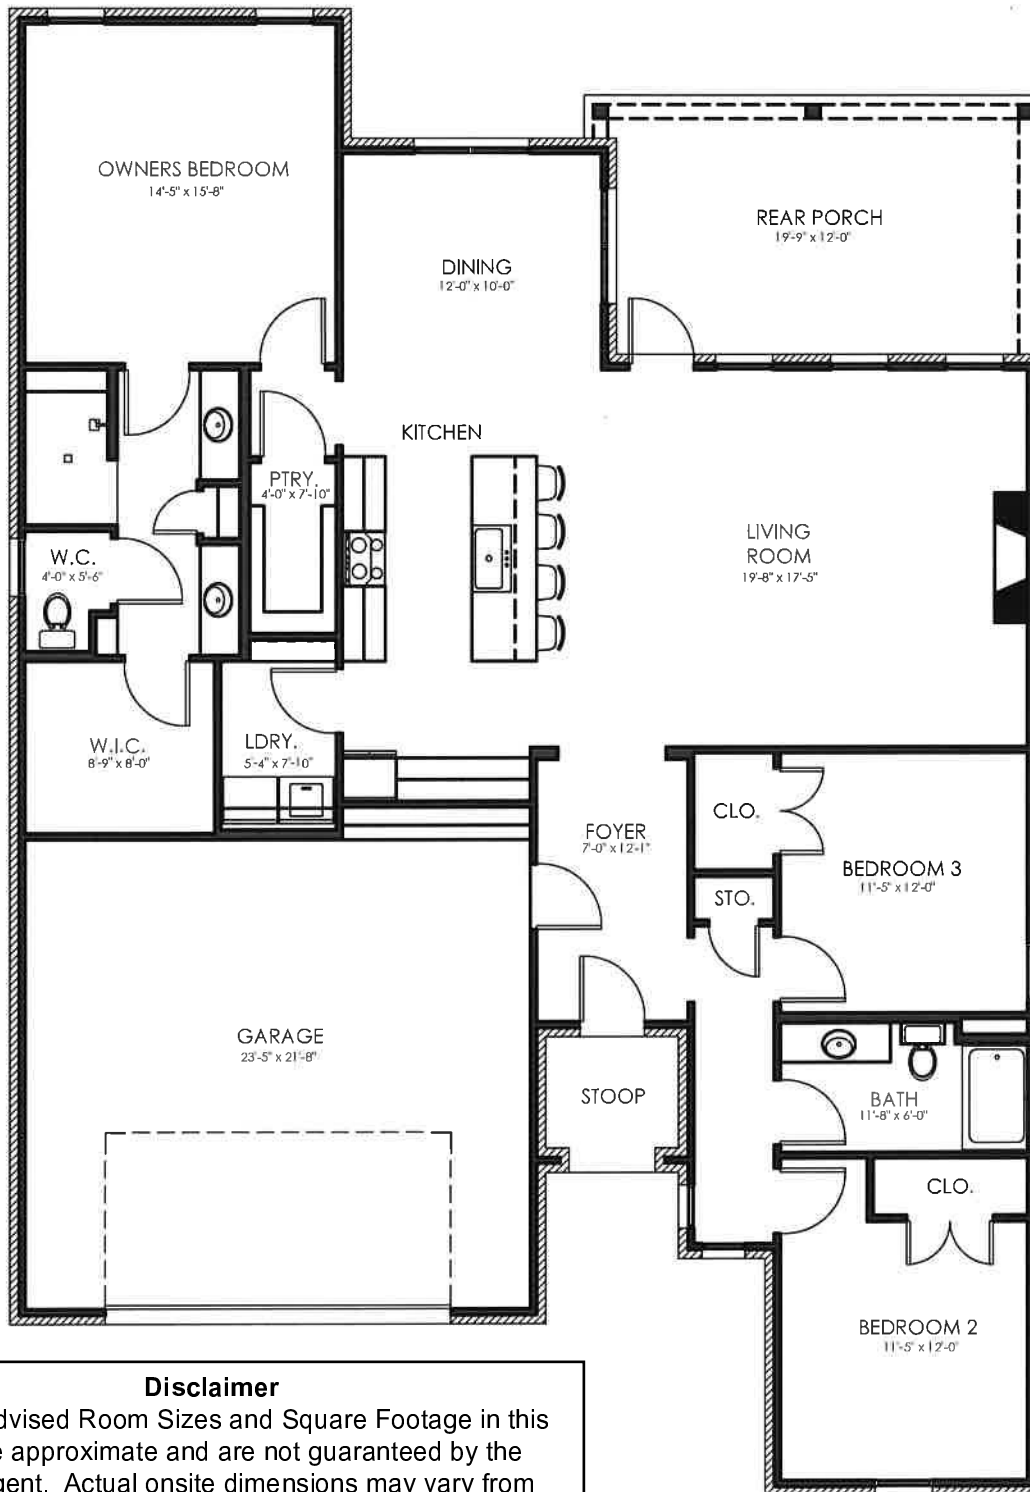 OWNERS BEDROOM
14'-5" x 15'-8"
REAR PORCH
19'-9" x 12'-0"
DINING
12'-0" x 10'-0"
KITCHEN
PTRY.
4'-0" x 7'-10"
LIVING
ROOM
19'-8" x 17'-5"
W.C.
4'-0" x 5'-6"
W.I.C.
8'-9" x 8'-0"
LDRY.
5'-4" x 7'-10"
CLO.
FOYER
7'-0" x 12'-1"
BEDROOM 3
11'-5" x 12'-0"
STO.
GARAGE
23'-5" x 21'-8"
STOOP
BATH
11'-8" x 6'-0"
CLO.
BEDROOM 2
11'-5" x 12'-0"
Disclaimer
dvised Room Sizes and Square Footage in this
e approximate and are not guaranteed by the
gent. Actual onsite dimensions may vary from